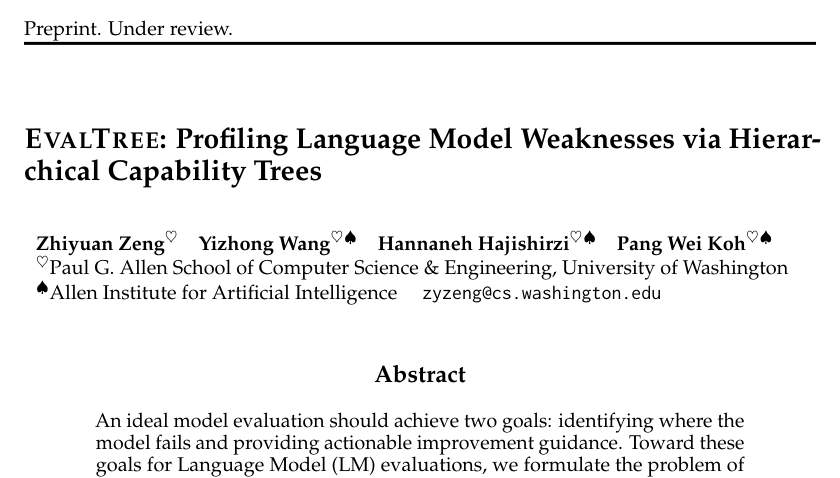 Preprint. Under review.
EVALTREE: Profiling Language Model Weaknesses via Hierar-
chical Capability Trees
Zhiyuan Zeng♡ Yizhong Wang♡♠ Hannaneh Hajishirzi♡♠ Pang Wei Koh♡♠
♡Paul G. Allen School of Computer Science & Engineering, University of Washington
♠Allen Institute for Artificial Intelligence zyzeng@cs.washington.edu
Abstract
An ideal model evaluation should achieve two goals: identifying where the
model fails and providing actionable improvement guidance. Toward these
goals for Language Model (LM) evaluations, we formulate the problem of